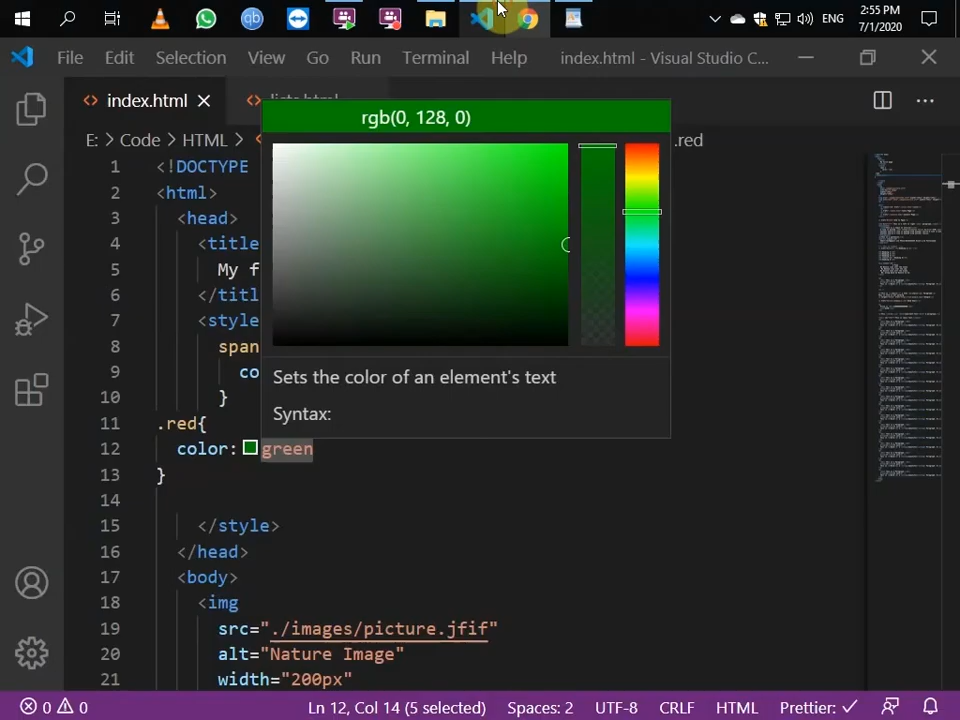 2:55 PM
ENG
7/1/2020
File Edit Selection View Go Run Terminal Help index.html - Visual Studio C...
index.html lists.html
E: > Code > HTML > .red
rgb(0, 128, 0)
1 <!DOCTYPE
2 <html>
3 <head>
4 <title
5 My f
6 </titl
7 <style
8 span
9 co
10 }
Sets the color of an element's text
Syntax:
11 .red{
12 color: green
13 }
14
15 </style>
16 </head>
17 <body>
18 <img
19 src="./images/picture.jfif"
20 alt="Nature Image"
21 width="200px"
0 0 Ln 12, Col 14 (5 selected) Spaces: 2 UTF-8 CRLF HTML Prettier: ✓